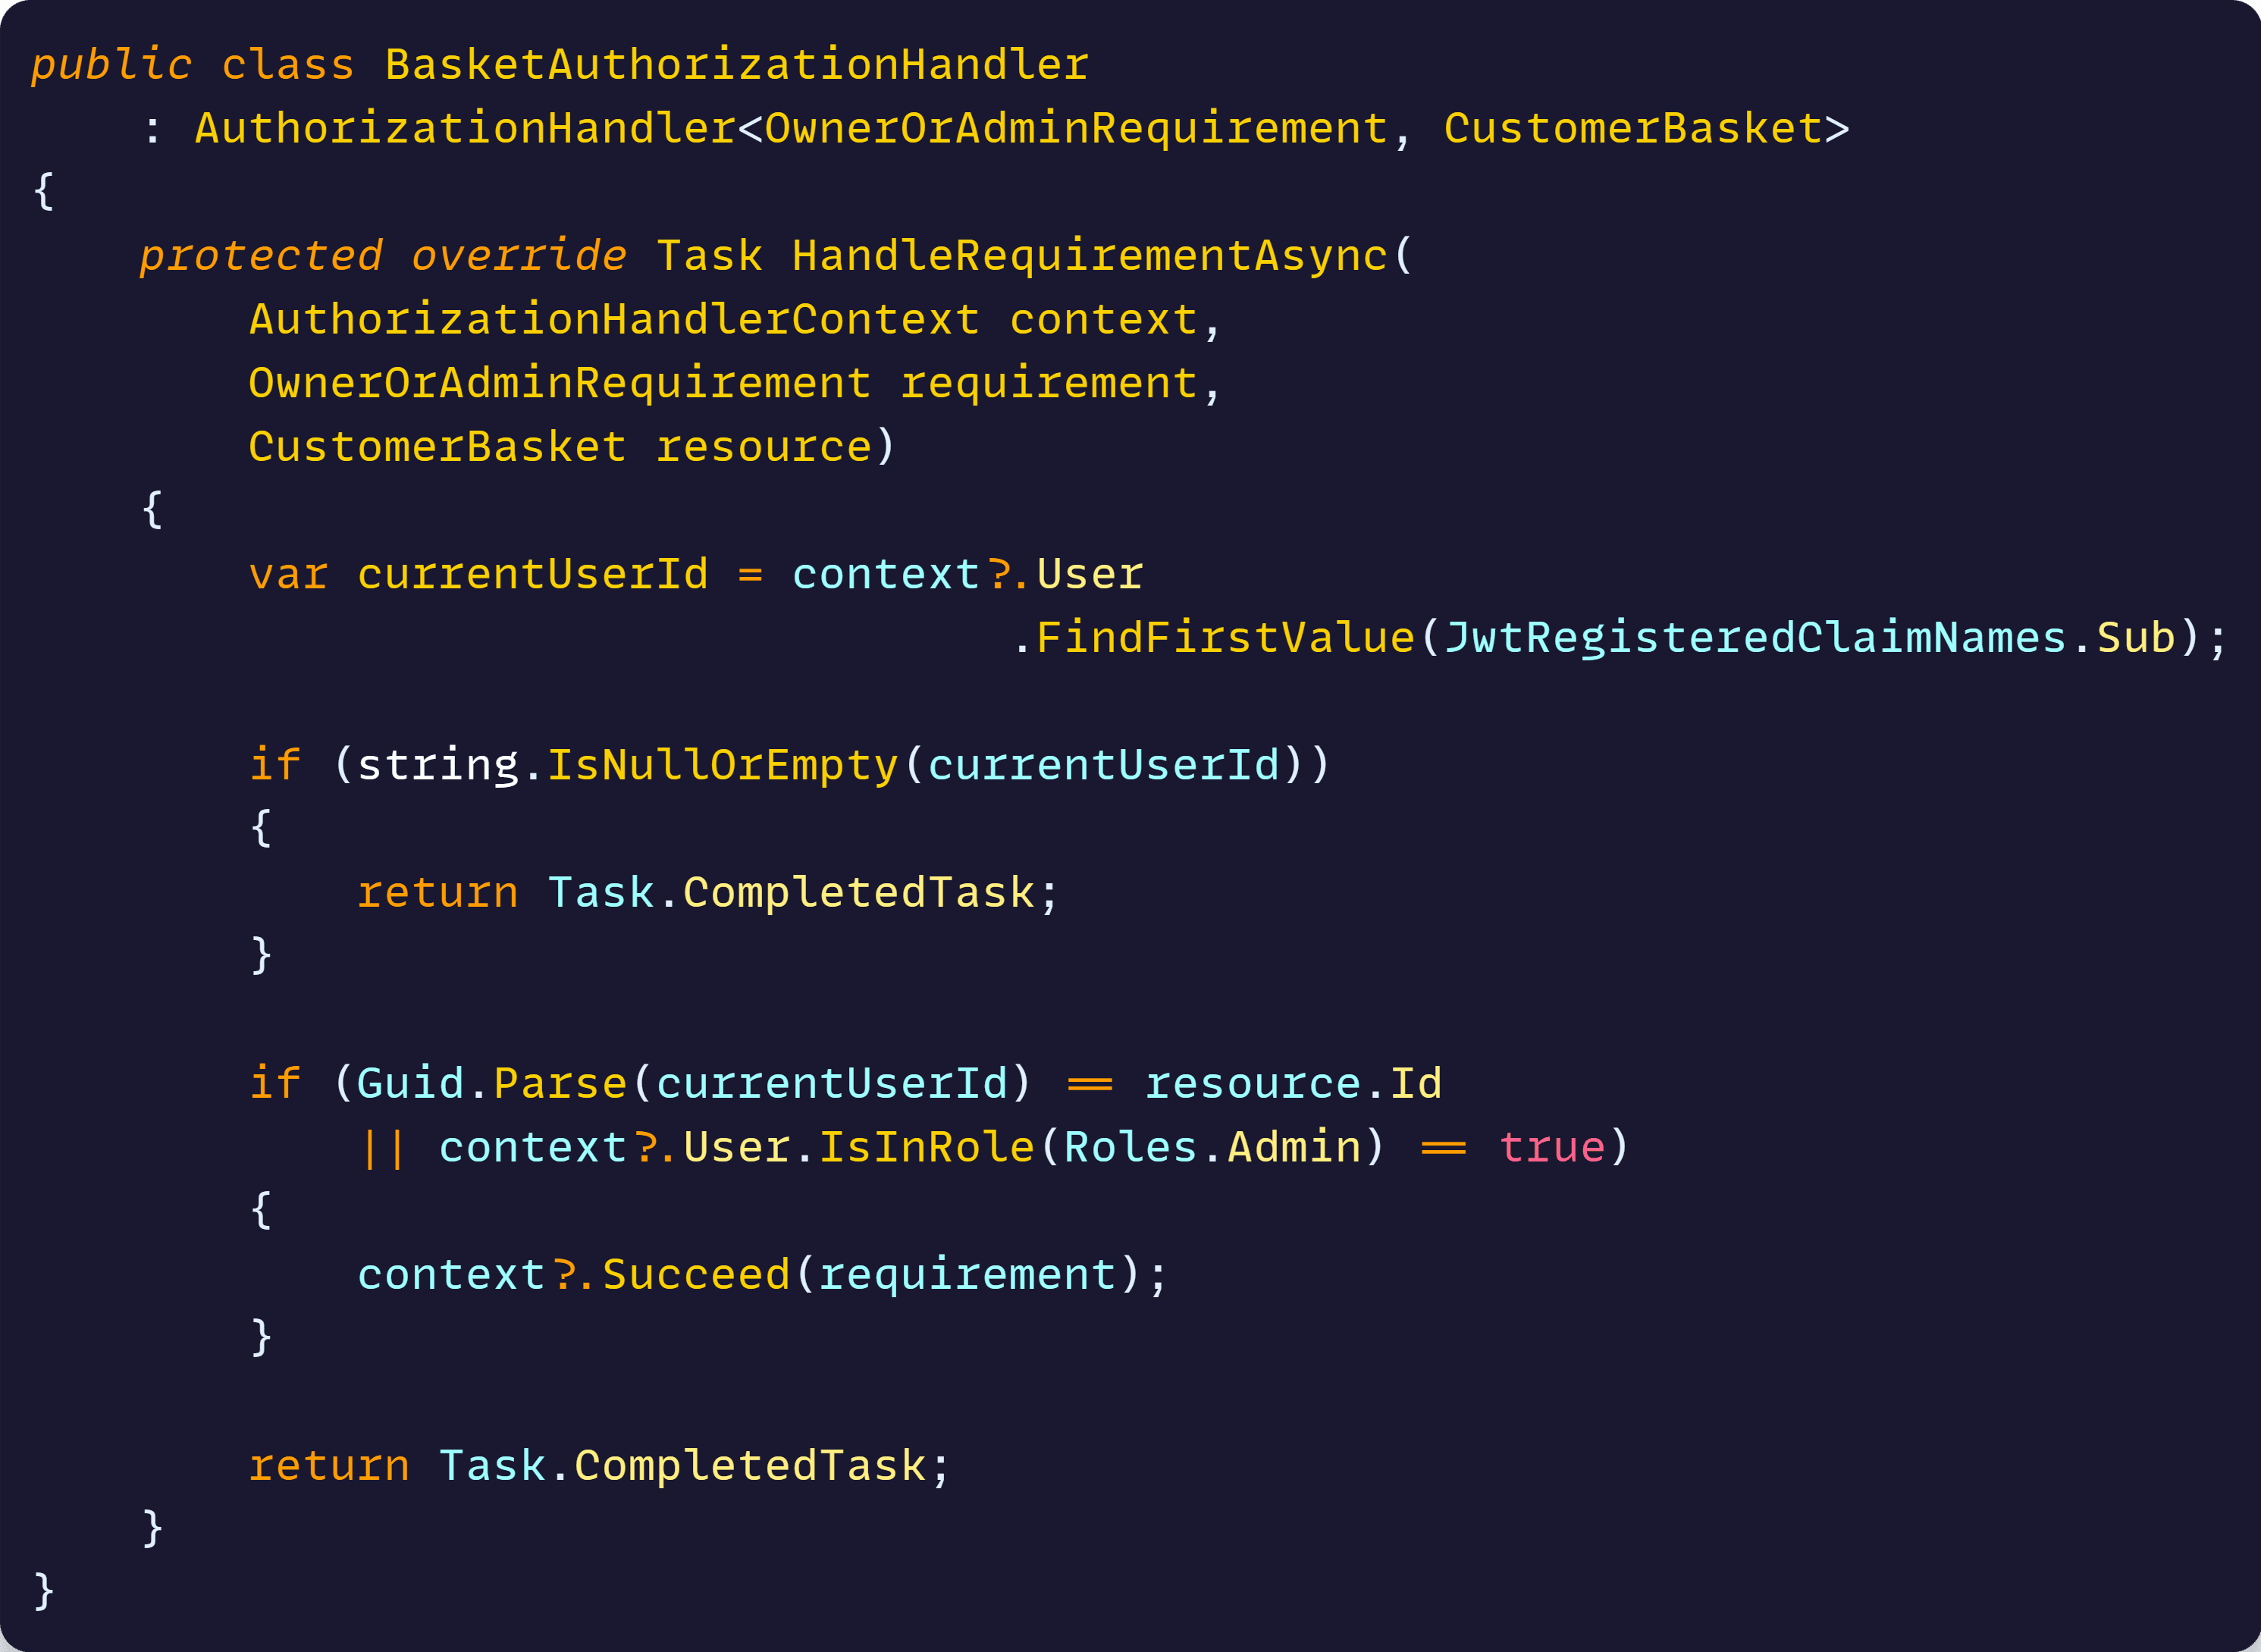 public class BasketAuthorizationHandler
    : AuthorizationHandler<OwnerOrAdminRequirement, CustomerBasket>
{
    protected override Task HandleRequirementAsync(
        AuthorizationHandlerContext context,
        OwnerOrAdminRequirement requirement,
        CustomerBasket resource)
    {
        var currentUserId = context?.User
                                    .FindFirstValue(JwtRegisteredClaimNames.Sub);

        if (string.IsNullOrEmpty(currentUserId))
        {
            return Task.CompletedTask;
        }

        if (Guid.Parse(currentUserId) == resource.Id
            || context?.User.IsInRole(Roles.Admin) == true)
        {
            context?.Succeed(requirement);
        }

        return Task.CompletedTask;
    }
}